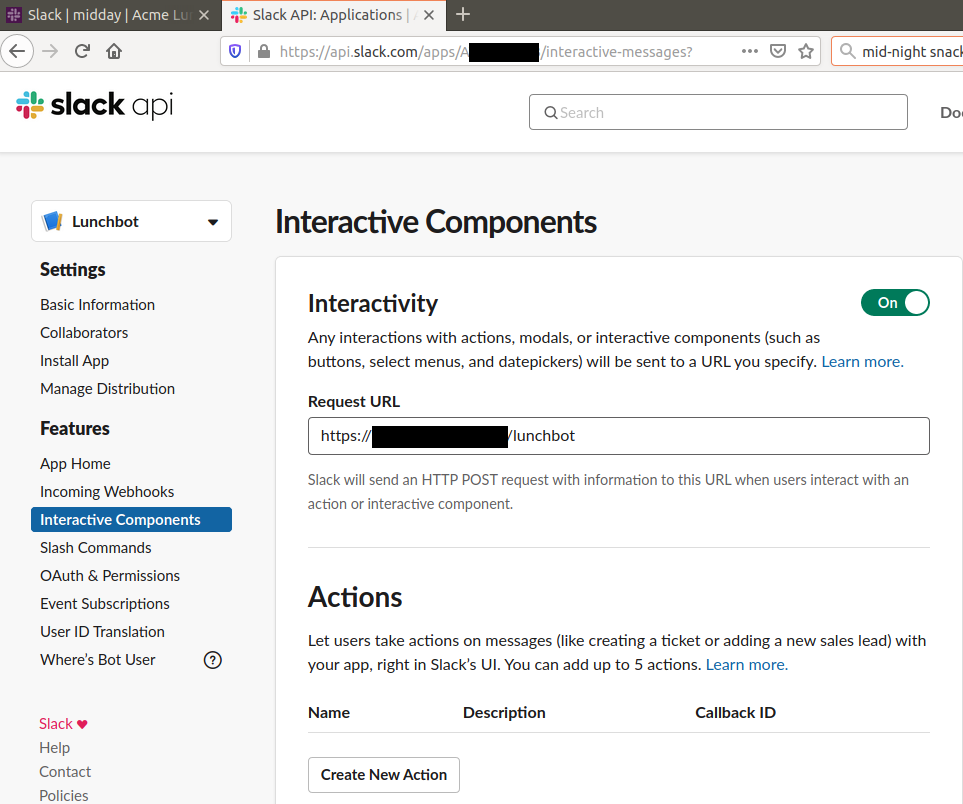 Slack | midday | Acme Lun
Slack API: Applications |
https://api.slack.com/apps/A /interactive-messages?
mid-night snack
slack api
Search
Doc
Lunchbot
Interactive Components
Settings
Basic Information
Collaborators
Install App
Manage Distribution
Features
App Home
Incoming Webhooks
Interactive Components
Slash Commands
OAuth & Permissions
Event Subscriptions
User ID Translation
Where's Bot User
?
Slack
Help
Contact
Policies
Interactivity
On
Any interactions with actions, modals, or interactive components (such as
buttons, select menus, and datepickers) will be sent to a URL you specify. Learn more.
Request URL
https:// /lunchbot
Slack will send an HTTP POST request with information to this URL when users interact with an
action or interactive component.
Actions
Let users take actions on messages (like creating a ticket or adding a new sales lead) with
your app, right in Slack's UI. You can add up to 5 actions. Learn more.
Name Description Callback ID
Create New Action